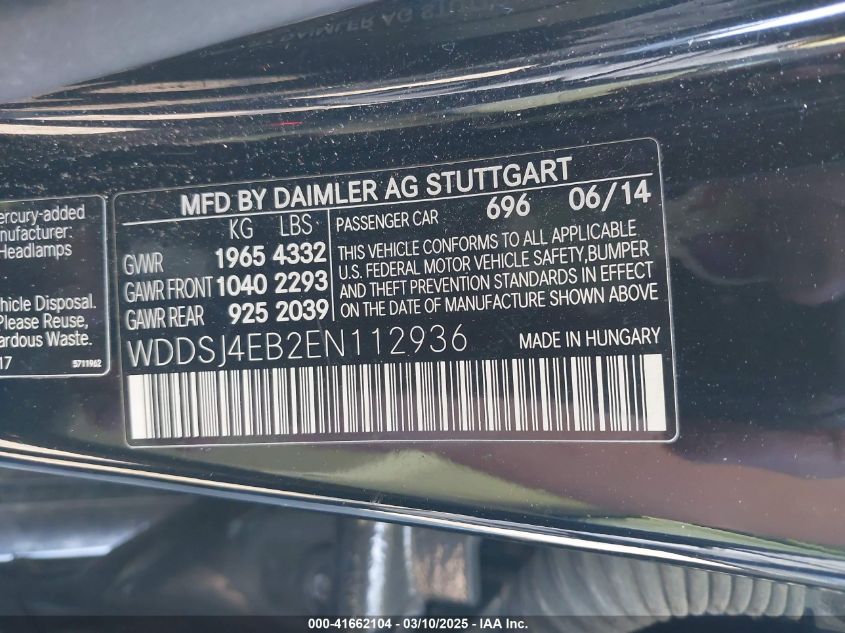 MFD BY DAIMLER AG STUTTGART
KG LBS
GVWR 1965 4332
GAWR FRONT 1040 2293
GAWR REAR 925 2039
PASSENGER CAR 696 06/14
THIS VEHICLE CONFORMS TO ALL APPLICABLE
U.S. FEDERAL MOTOR VEHICLE SAFETY, BUMPER
AND THEFT PREVENTION STANDARDS IN EFFECT
ON THE DATE OF MANUFACTURE SHOWN ABOVE
WDDSJ4EB2EN112936 MADE IN HUNGARY
ercury-added
nufacturer:
Headlamps
hicle Disposal.
Please Reuse,
ardous Waste.
17 5711962
000-41662104 — 03/10/2025 — IAA Inc.